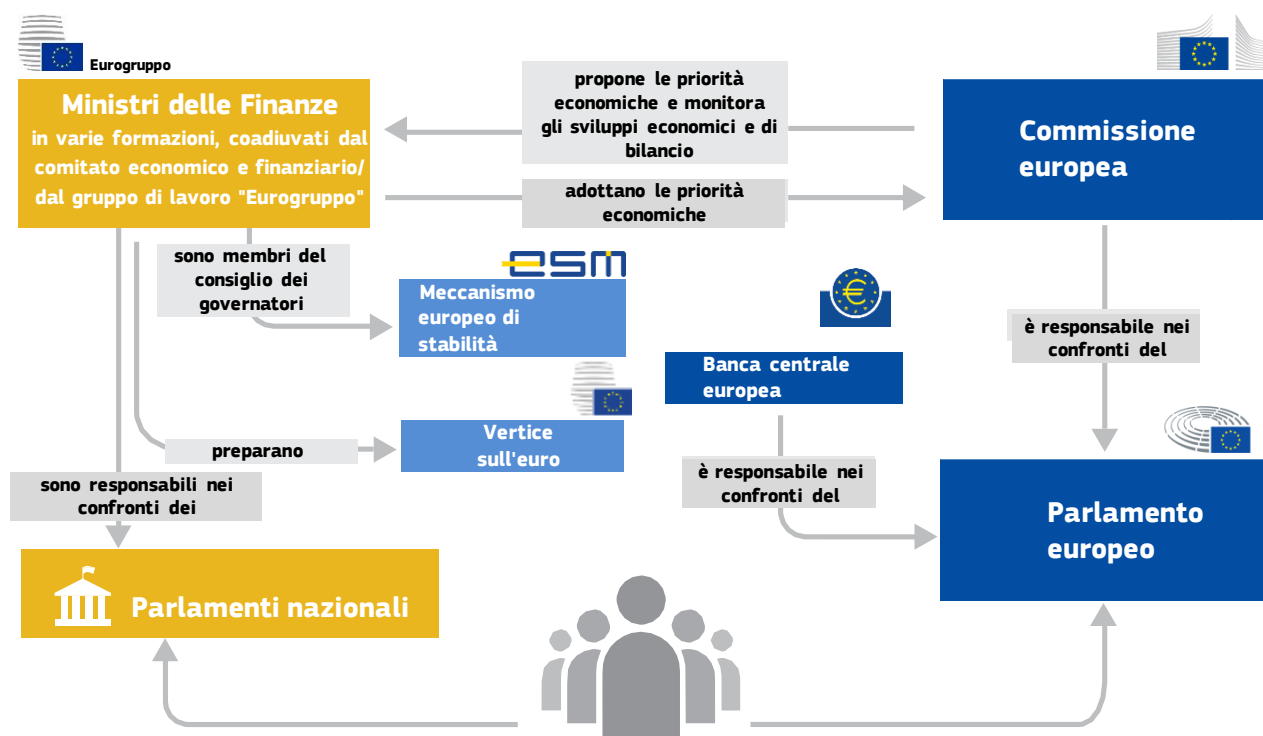 Eurogruppo
Ministri delle Finanze
in varie formazioni, coadiuvati dal
comitato economico e finanziario/
dal gruppo di lavoro "Eurogruppo"
propone le priorità
economiche e monitora
gli sviluppi economici e di
bilancio
adottano le priorità
economiche
Commissione
europea
sono membri del
consiglio dei
governatori
esm
Meccanismo
europeo di
stabilità
€
Banca centrale
europea
è responsabile nei
confronti del
preparano
Vertice
sull'euro
è responsabile nei
confronti del
sono responsabili nei
confronti dei
Parlamento
europeo
Parlamenti nazionali